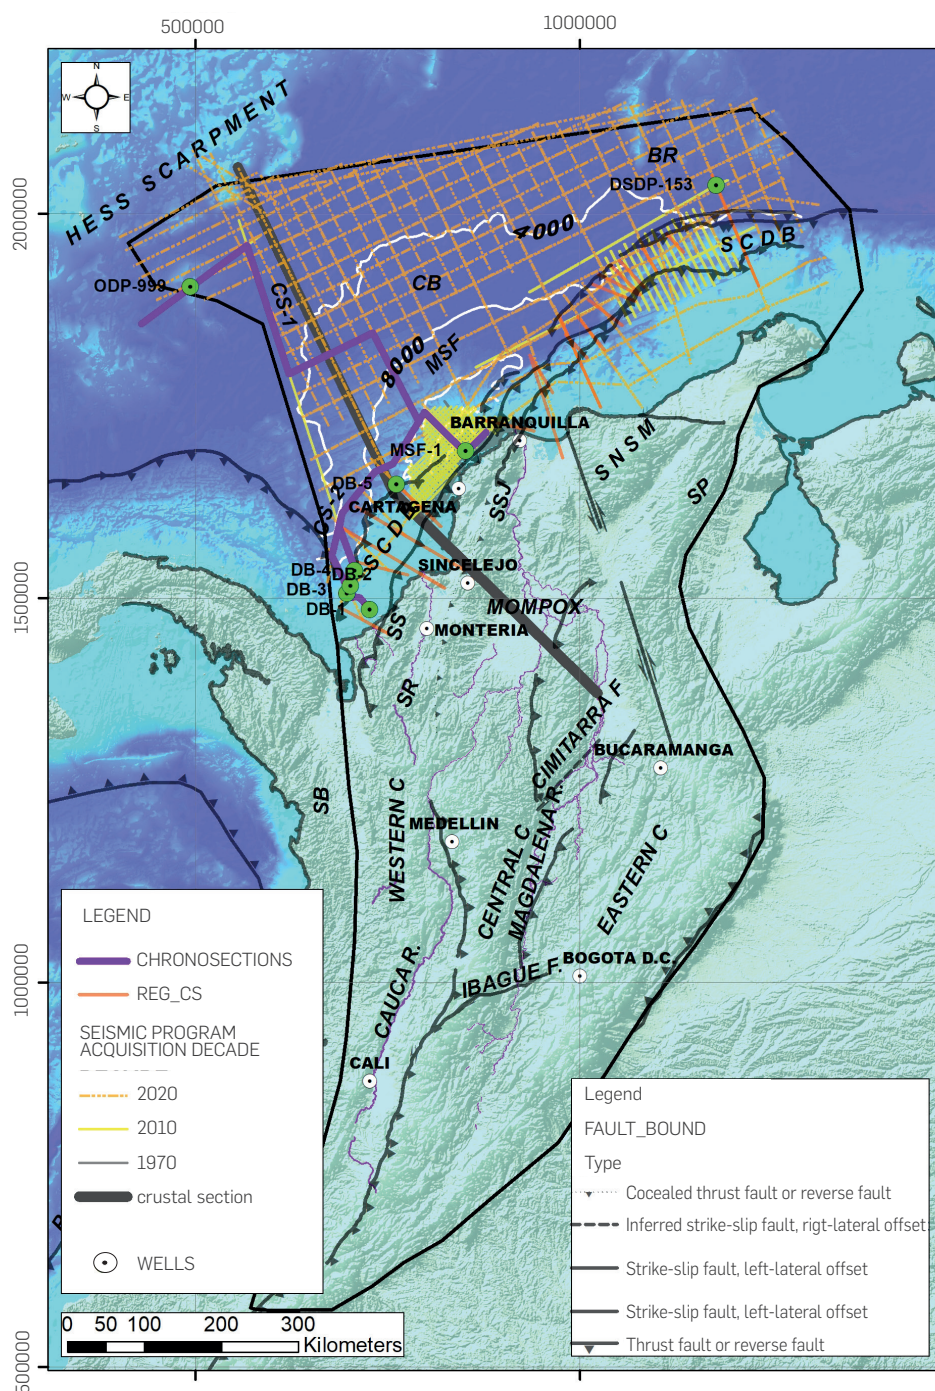 500000
1000000
N
W
E
S
HESS SCARPMENT
BR
DSDP-153
2000000
4000
SCDB
ODP-999
CS-1
CB
8000
MSF
BARRANQUILLA
MSF-1
SNSM
DB-5
SSJ
SP
CS-2
CARTAGENA
SCDB
DB-4
DB-2
SINCELEJO
DB-3
DB-1
MOMPOX
1500000
SSJ
MONTERIA
SR
CIMITARRA F
BUCARAMANGA
SB
WESTERN C
MEDELLIN
CENTRAL C
MAGDALENA R.
EASTERN C
CAUCA R.
IBAGUE F.
BOGOTA D.C.
1000000
CALI
LEGEND
CHRONOSECTIONS
REG_CS
SEISMIC PROGRAM
ACQUISITION DECADE
2020
2010
1970
crustal section
WELLS
Legend
FAULT_BOUND
Type
Cocealed thrust fault or reverse fault
Inferred strike-slip fault, rigt-lateral offset
Strike-slip fault, left-lateral offset
Strike-slip fault, left-lateral offset
Thrust fault or reverse fault
0 50 100 200 300
Kilometers
500000